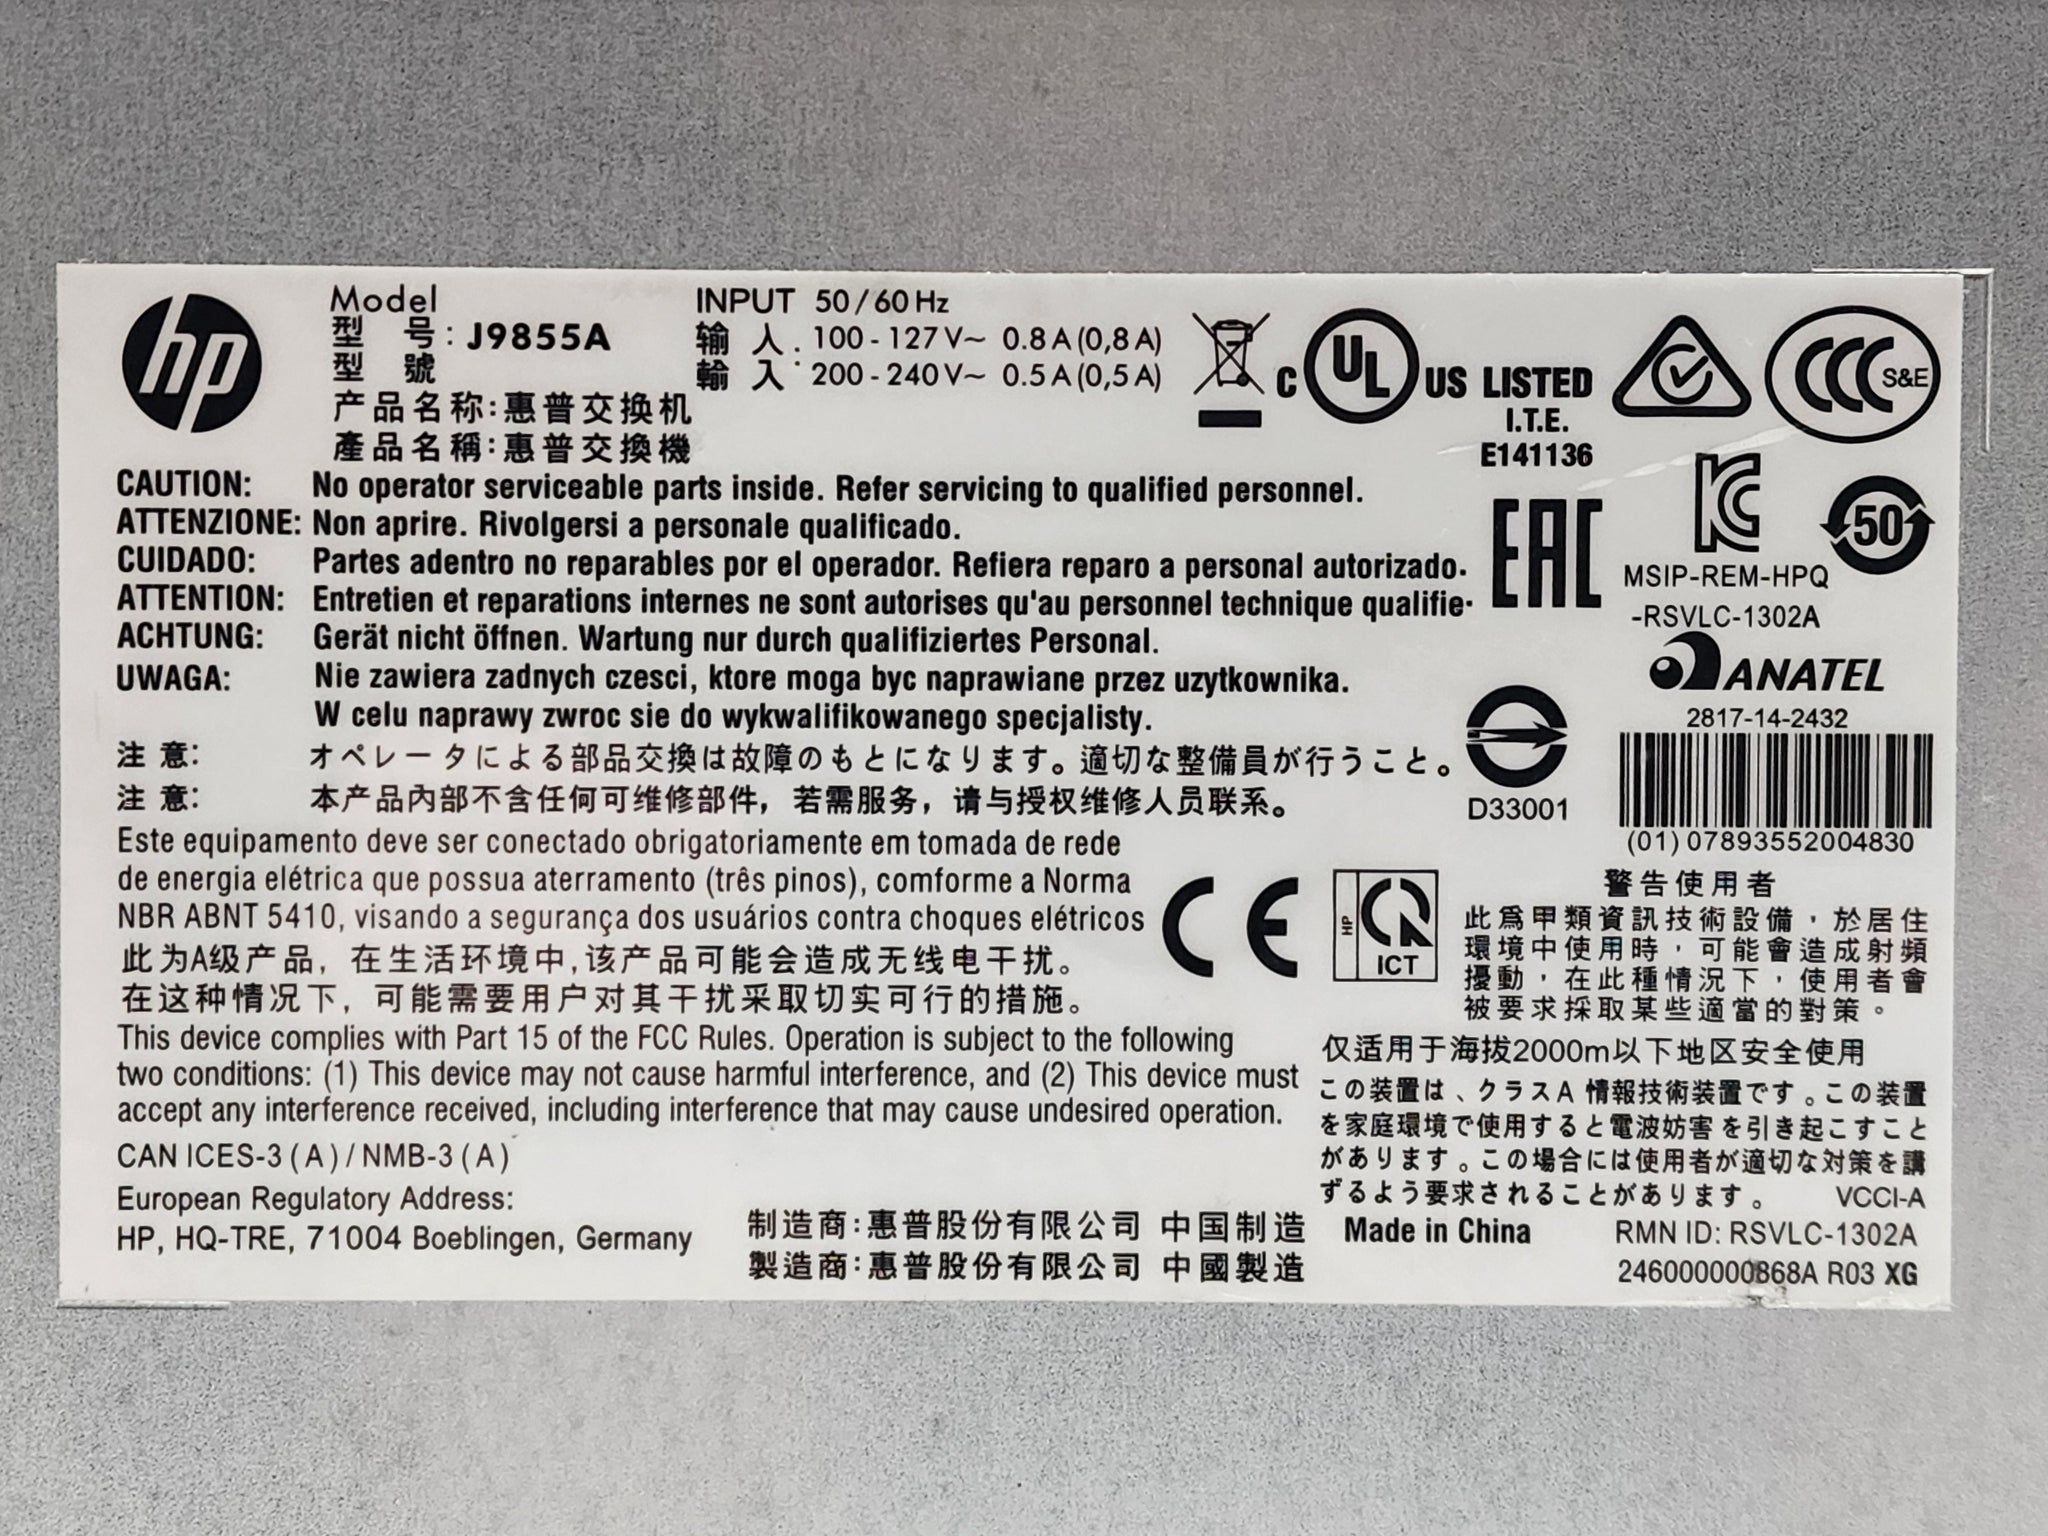 hp
Model
型 号: J9855A
型 號
产品名称:惠普交换机
產品名稱:惠普交換機
INPUT 50/60 Hz
输 入 : 100-127 V~ 0.8 A (0,8 A)
輸 入 200-240 V~ 0.5 A (0,5 A)
C UL US LISTED
I.T.E.
E141136
CCC S&E
CAUTION: No operator serviceable parts inside. Refer servicing to qualified personnel.
ATTENZIONE: Non aprire. Rivolgersi a personale qualificado.
CUIDADO: Partes adentro no reparables por el operador. Refiera reparo a personal autorizado.
ATTENTION: Entretien et reparations internes ne sont autorises qu'au personnel technique qualifie.
ACHTUNG: Gerät nicht öffnen. Wartung nur durch qualifiziertes Personal.
UWAGA: Nie zawiera zadnych czesci, ktore moga byc naprawiane przez uzytkownika.
W celu naprawy zwroc sie do wykwalifikowanego specjalisty.
注 意: オペレータによる部品交換は故障のもとになります。適切な整備員が行うこと。
注 意: 本产品内部不含任何可维修部件，若需服务，请与授权维修人员联系。
EAC
KC
50
MSIP-REM-HPQ
-RSVLC-1302A
ANATEL
2817-14-2432
D33001
(01) 07893552004830
Este equipamento deve ser conectado obrigatoriamente em tomada de rede
de energia elétrica que possua aterramento (três pinos), comforme a Norma
NBR ABNT 5410, visando a segurança dos usuários contra choques elétricos
此为A级产品，在生活环境中,该产品可能会造成无线电干扰。
在这种情况下，可能需要用户对其干扰采取切实可行的措施。
CE
HP
ICT
警告使用者
此為甲類資訊技術設備，於居住
環境中使用時，可能會造成射頻
擾動，在此種情況下，使用者會
被要求採取某些適當的對策。
This device complies with Part 15 of the FCC Rules. Operation is subject to the following
two conditions: (1) This device may not cause harmful interference, and (2) This device must
accept any interference received, including interference that may cause undesired operation.
仅适用于海拔2000m以下地区安全使用
この装置は、クラスA 情報技術装置です。この装置
を家庭環境で使用すると電波妨害を引き起こすこと
があります。この場合には使用者が適切な対策を講
ずるよう要求されることがあります。 VCCI-A
CAN ICES-3 (A) / NMB-3 (A)
European Regulatory Address:
HP, HQ-TRE, 71004 Boeblingen, Germany
制造商:惠普股份有限公司 中国制造
製造商:惠普股份有限公司 中國製造
Made in China
RMN ID: RSVLC-1302A
246000000868A R03 XG